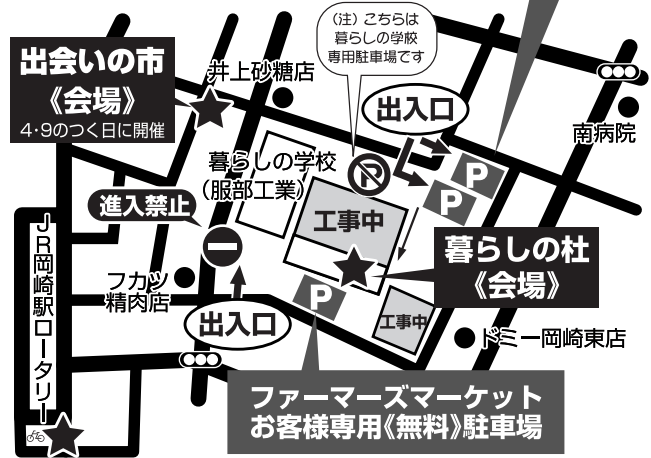 （注）こちらは
暮らしの学校
専用駐車場です
出会いの市
《会場》
4・9のつく日に開催
井上砂糖店
出入口
南病院
暮らしの学校
（服部工業）
P
P
P
進入禁止
工事中
JR岡崎駅ロータリー
暮らしの杜
《会場》
フカツ
精肉店
P
出入口
工事中
ドミー岡崎東店
ファーマーズマーケット
お客様専用《無料》駐車場